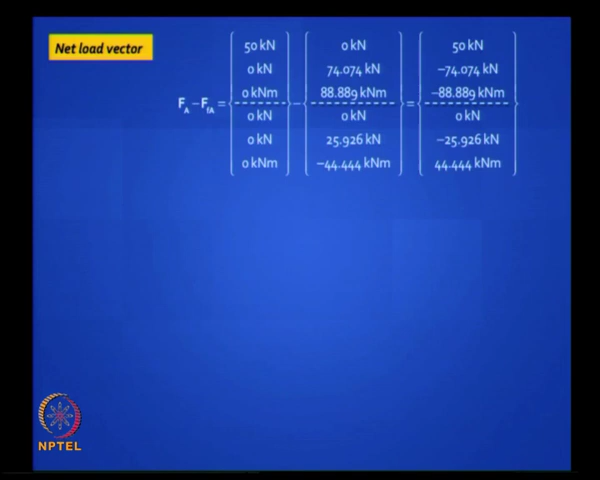 Net load vector
50 kN 0 kN 50 kN
0 kN 74.074 kN –74.074 kN
0 kNm 88.889 kNm –88.889 kNm
F_A – F_fA = – =
0 kN 0 kN 0 kN
0 kN 25.926 kN –25.926 kN
0 kNm –44.444 kNm 44.444 kNm
NPTEL